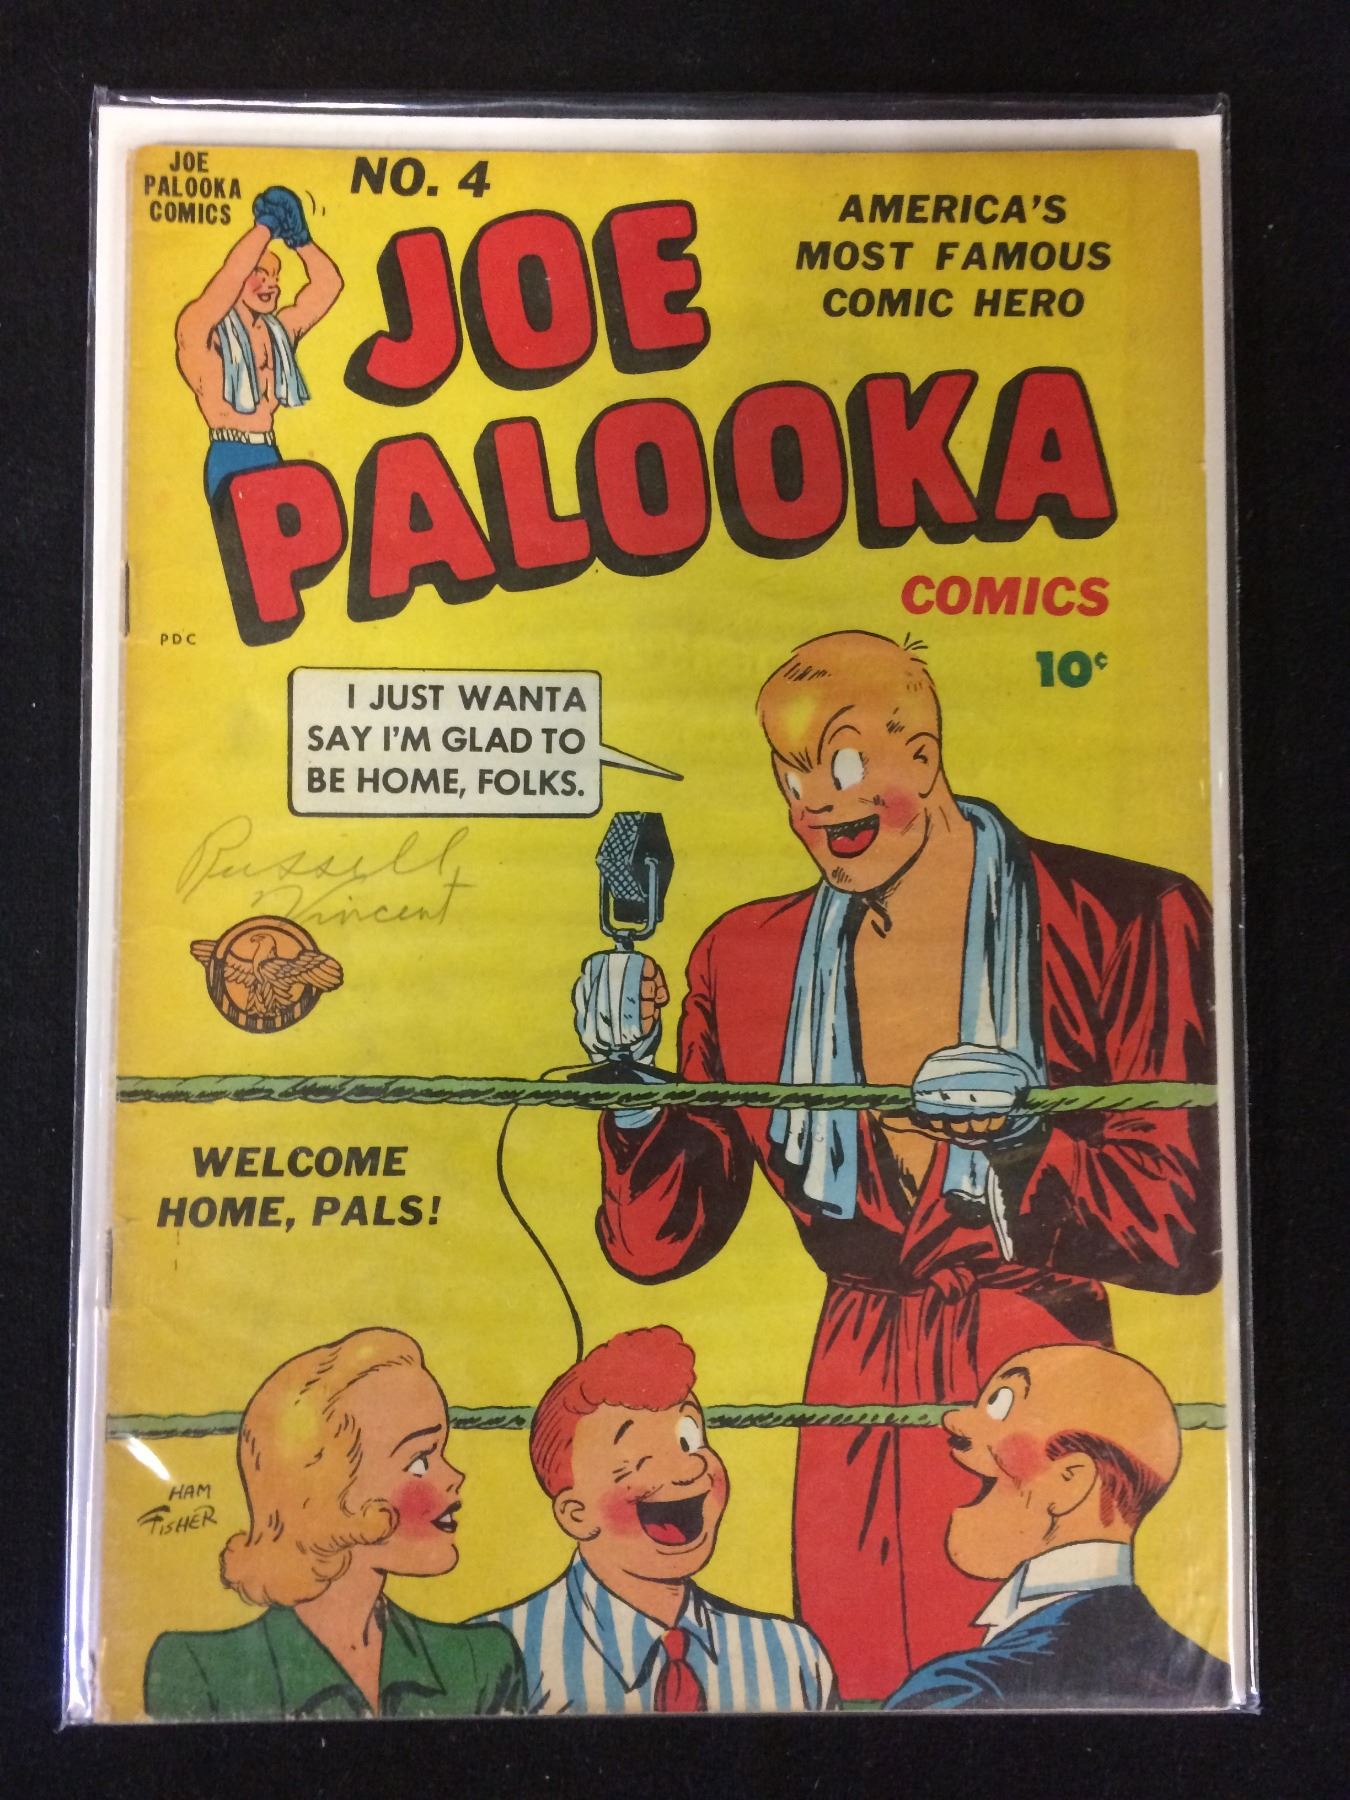 JOE
PALOOKA
COMICS
NO. 4
AMERICA'S
MOST FAMOUS
COMIC HERO
JOE
PALOOKA
COMICS
10¢
PDC
I JUST WANTA
SAY I'M GLAD TO
BE HOME, FOLKS.
Russell
Vincent
WELCOME
HOME, PALS!
HAM
FISHER